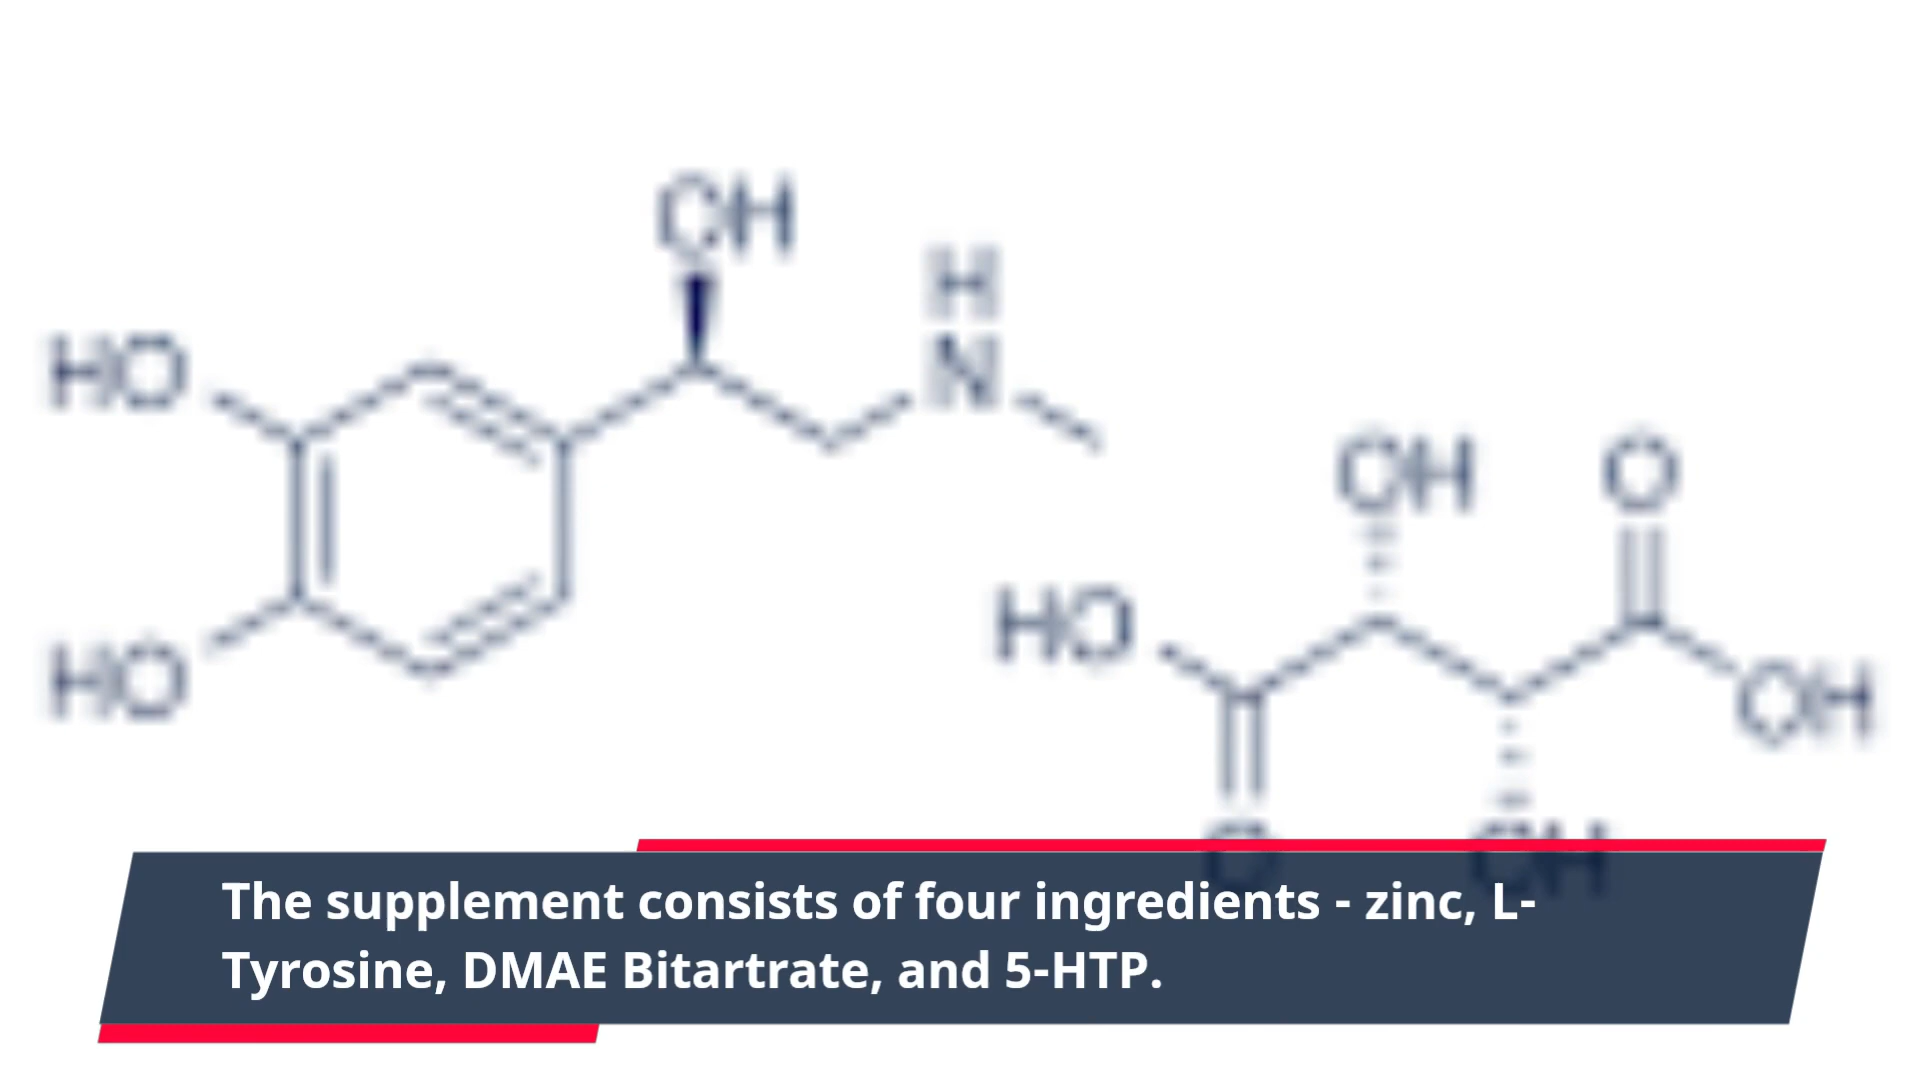 OH
H
N
HO
HO
OH
O
HO
OH
O
OH
The supplement consists of four ingredients - zinc, L-
Tyrosine, DMAE Bitartrate, and 5-HTP.